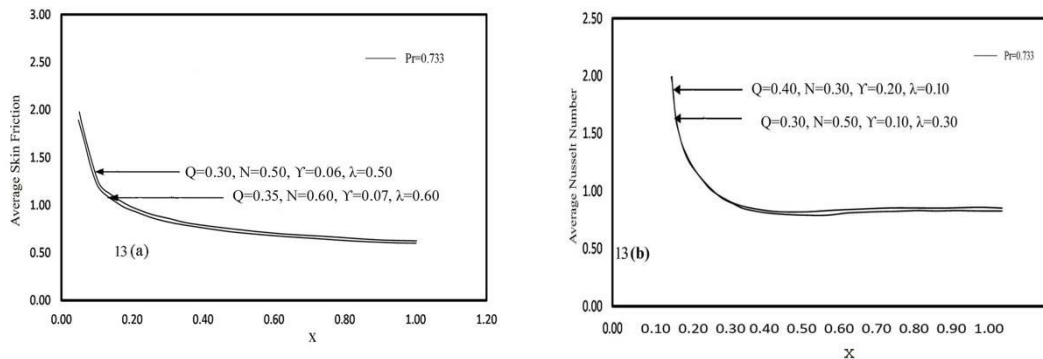 3.00
2.50
2.00
1.50
1.00
0.50
0.00
Average Skin Friction
Pr=0.733
Q=0.30, N=0.50, ϒ=0.06, λ=0.50
Q=0.35, N=0.60, ϒ=0.07, λ=0.60
13(a)
0.00 0.20 0.40 0.60 0.80 1.00 1.20
X
2.50
2.00
1.50
1.00
0.50
0.00
Average Nusselt Number
Pr=0.733
Q=0.40, N=0.30, ϒ=0.20, λ=0.10
Q=0.30, N=0.50, ϒ=0.10, λ=0.30
13(b)
0.00 0.10 0.20 0.30 0.40 0.50 0.60 0.70 0.80 0.90 1.00
X